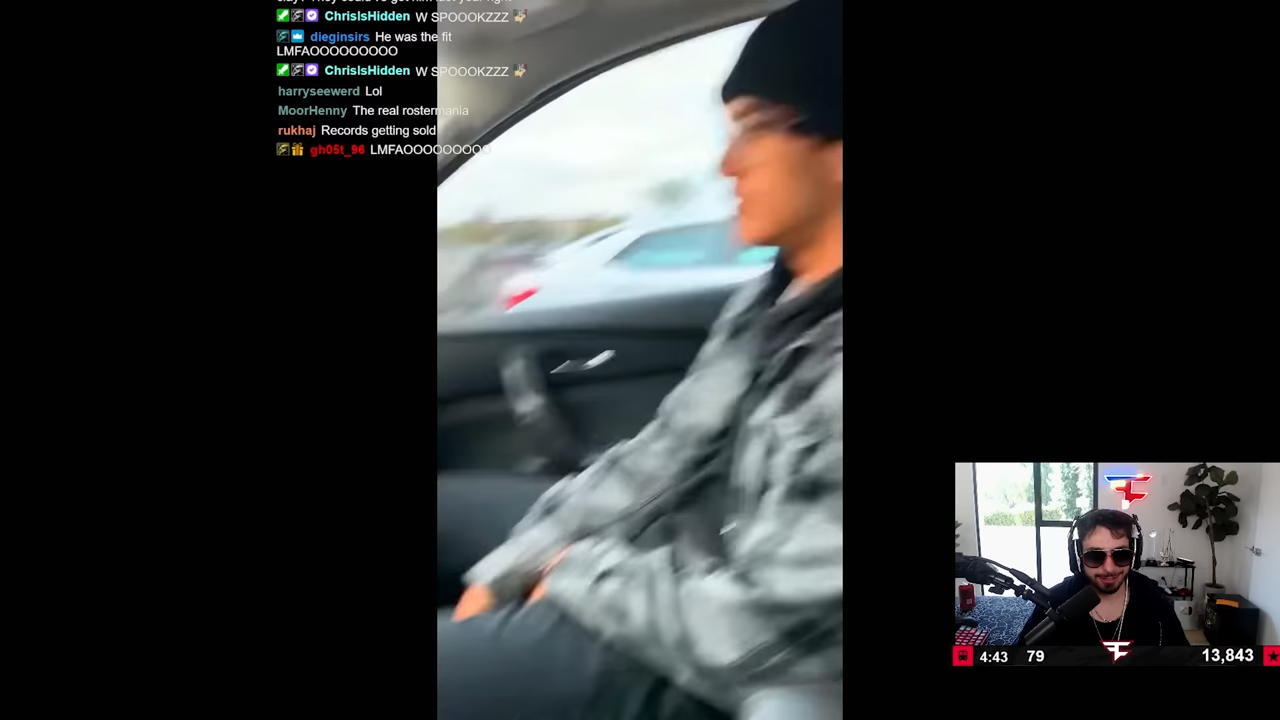 ChrisIsHidden W SPOOOKZZZ
dieginsirs He was the fit
LMFAOOOOOOOOO
ChrisIsHidden W SPOOOKZZZ
harryseewerd Lol
MoorHenny The real rostermania
rukhaj Records getting sold
gh05t_96 LMFAOOOOOOOOO
4:43 79 13,843